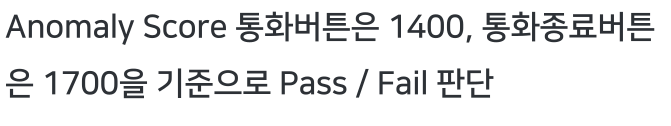 Anomaly Score 통화버튼은 1400, 통화종료버튼
은 1700을 기준으로 Pass / Fail 판단